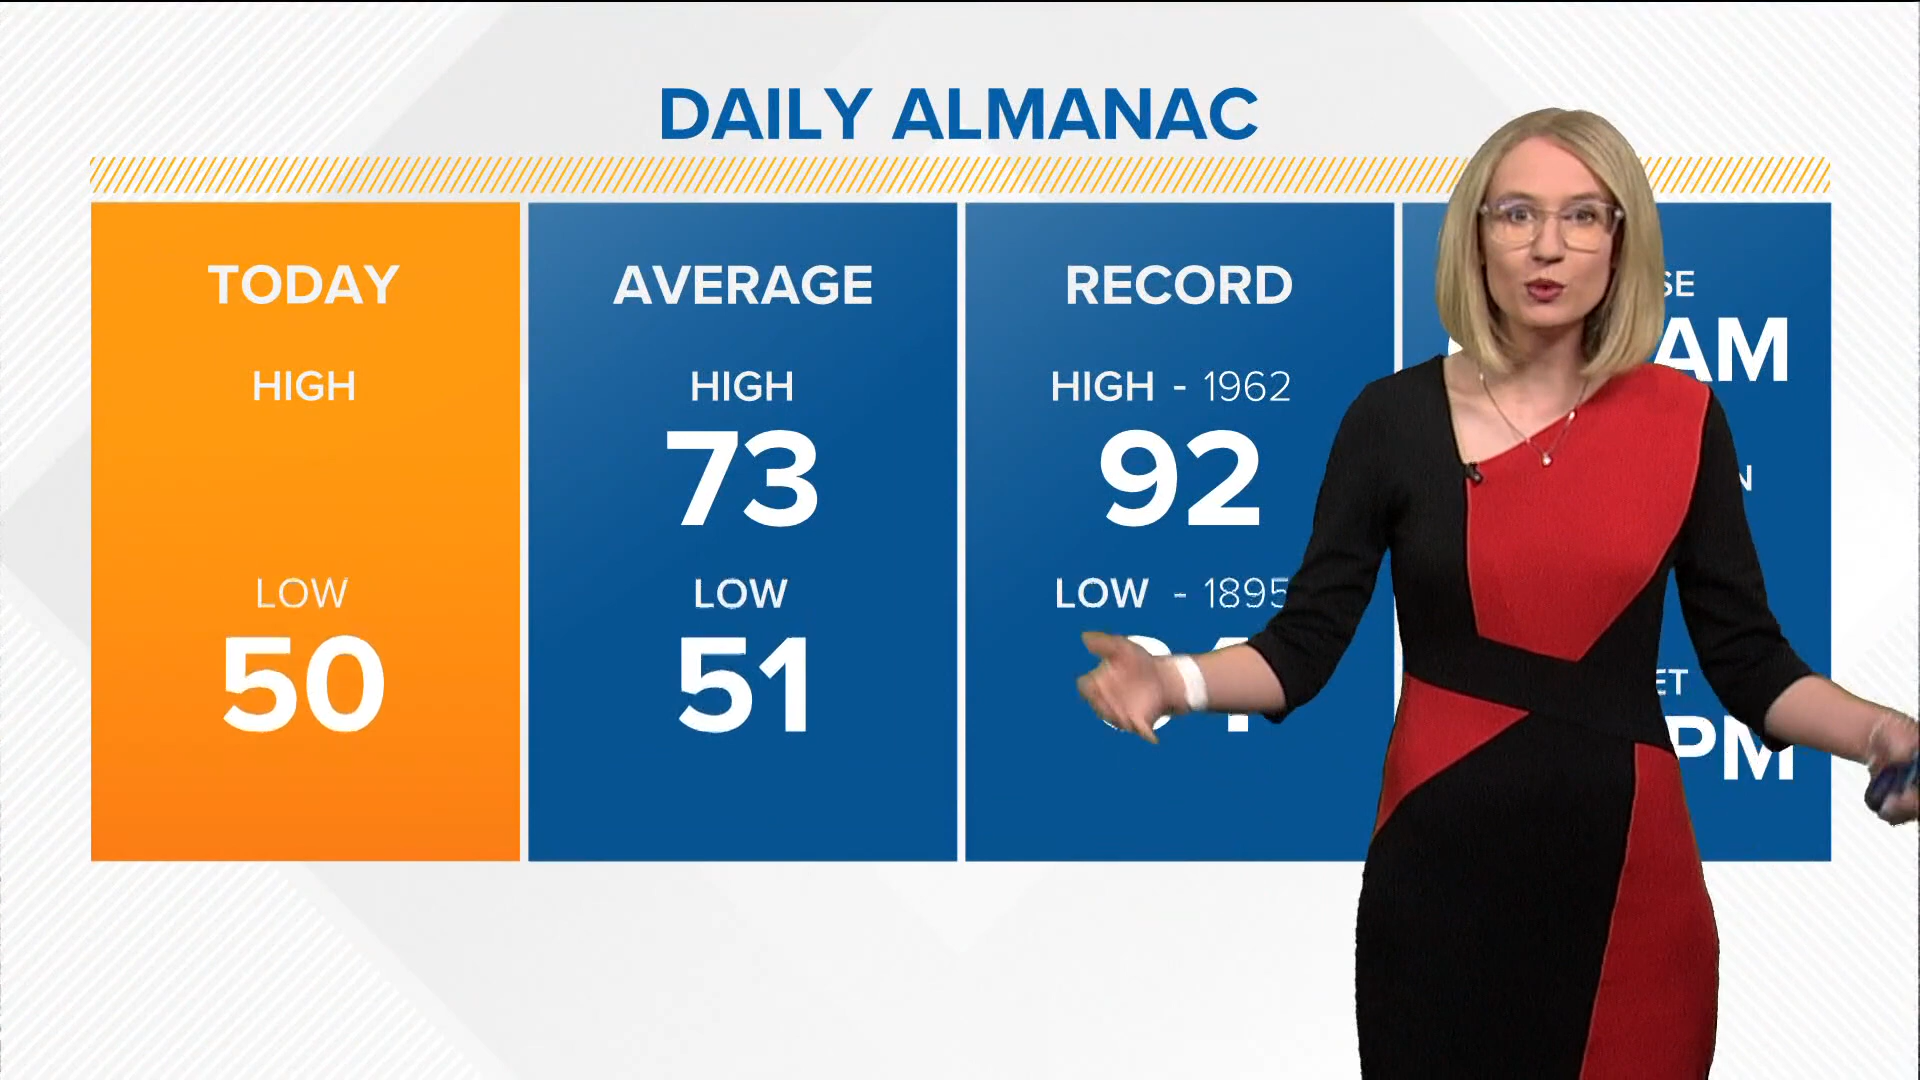 DAILY ALMANAC
TODAY
HIGH
LOW
50
AVERAGE
HIGH
73
LOW
51
RECORD
HIGH - 1962
92
LOW - 1895
AM
PM